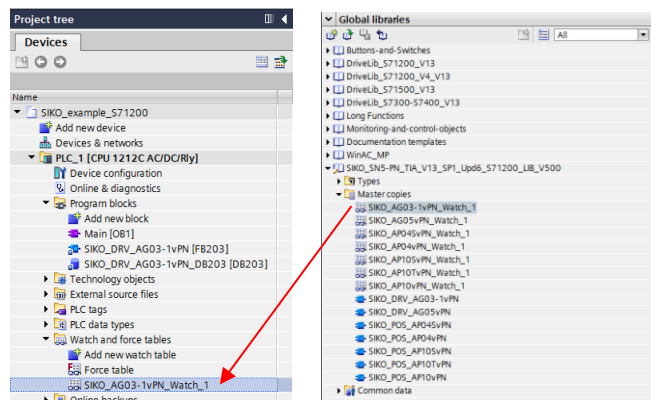 Project tree
Devices
Name
SIKO_example_S71200
Add new device
Devices & networks
PLC_1 [CPU 1212C AC/DC/Rly]
Device configuration
Online & diagnostics
Program blocks
Add new block
Main [OB1]
SIKO_DRV_AG03-1vPN [FB203]
SIKO_DRV_AG03-1vPN_DB203 [DB203]
Technology objects
External source files
PLC tags
PLC data types
Watch and force tables
Add new watch table
Force table
SIKO_AG03-1vPN_Watch_1
Online backups
Global libraries
All
Buttons-and-Switches
DriveLib_S71200_V13
DriveLib_S71200_V4_V13
DriveLib_S71500_V13
DriveLib_S7300-S7400_V13
Long Functions
Monitoring-and-control-objects
Documentation templates
WinAC_MP
SIKO_SN5-PN_TIA_V13_SP1_Upd6_S71200_LIB_V500
Types
Master copies
SIKO_AG03-1vPN_Watch_1
SIKO_AG05vPN_Watch_1
SIKO_AP04SvPN_Watch_1
SIKO_AP04vPN_Watch_1
SIKO_AP10SvPN_Watch_1
SIKO_AP10TvPN_Watch_1
SIKO_AP10vPN_Watch_1
SIKO_DRV_AG03-1vPN
SIKO_DRV_AG05vPN
SIKO_POS_AP04SvPN
SIKO_POS_AP04vPN
SIKO_POS_AP10SvPN
SIKO_POS_AP10TvPN
SIKO_POS_AP10vPN
Common data